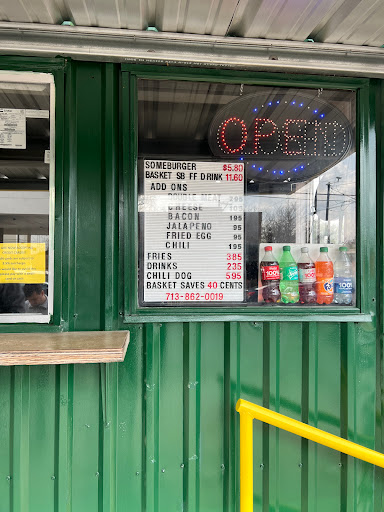 OPEN
SOMEBURGER $5.80
BASKET SB FF DRINK 11.60
ADD ONS
CHEESE 95
BACON 195
JALAPENO 95
FRIED EGG 95
CHILI 195
FRIES 385
DRINKS 235
CHILI DOG 595
BASKET SAVES 40 CENTS
713-862-0019